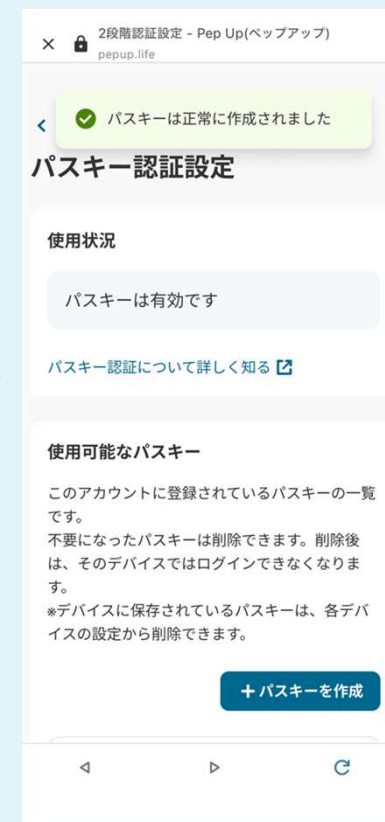 2段階認証設定 - Pep Up(ペップアップ)
pepup.life
パスキーは正常に作成されました
パスキー認証設定
使用状況
パスキーは有効です
パスキー認証について詳しく知る
使用可能なパスキー
このアカウントに登録されているパスキーの一覧
です。
不要になったパスキーは削除できます。削除後
は、そのデバイスではログインできなくなりま
す。
※デバイスに保存されているパスキーは、各デバ
イスの設定から削除できます。
＋パスキーを作成